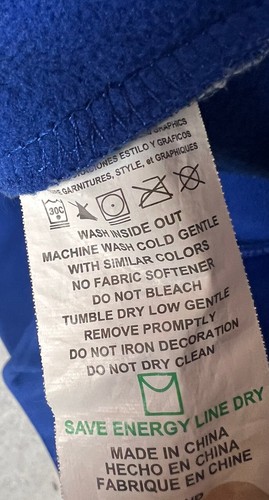 GRAPHICS
ESTILO Y GRAFICOS
GARNITURES, STYLE, et GRAPHIQUES
30C
WASH INSIDE OUT
MACHINE WASH COLD GENTLE
WITH SIMILAR COLORS
NO FABRIC SOFTENER
DO NOT BLEACH
TUMBLE DRY LOW GENTLE
REMOVE PROMPTLY
DO NOT IRON DECORATION
DO NOT DRY CLEAN
SAVE ENERGY LINE DRY
MADE IN CHINA
HECHO EN CHINA
FABRIQUE EN CHINE